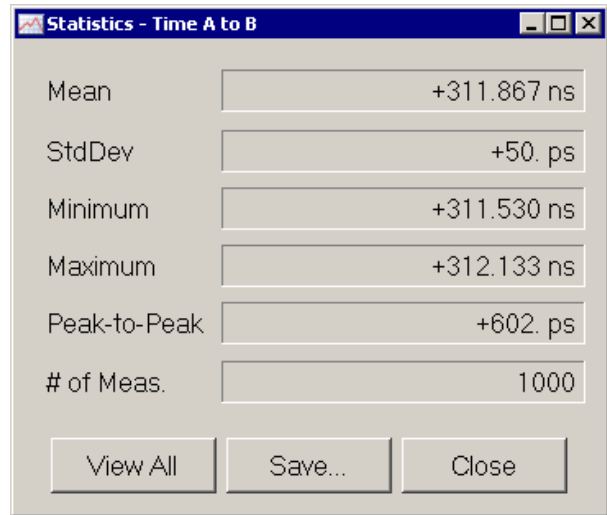 Statistics - Time A to B
Mean +311.867 ns
StdDev +50. ps
Minimum +311.530 ns
Maximum +312.133 ns
Peak-to-Peak +602. ps
# of Meas. 1000
View All Save... Close